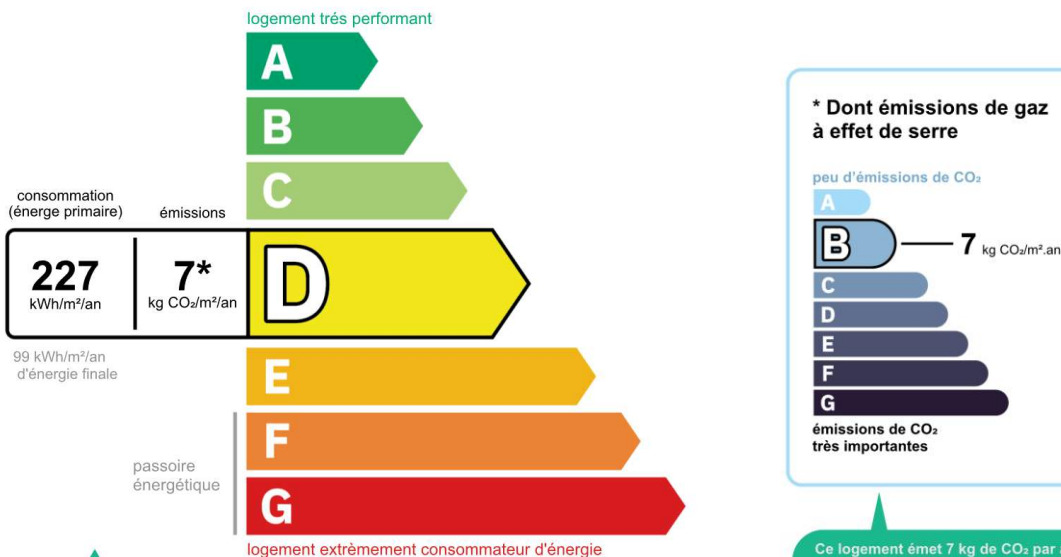 logement trés performant
A
B
C
consommation
(énerge primaire)
émissions
227
kWh/m²/an
7*
kg CO₂/m²/an
D
99 kWh/m²/an
d'énergie finale
E
F
passoire
énergétique
G
logement extrèmement consommateur d'énergie
* Dont émissions de gaz
à effet de serre
peu d'émissions de CO₂
A
B
7 kg CO₂/m².an
C
D
E
F
G
émissions de CO₂
très importantes
Ce logement émet 7 kg de CO₂ par